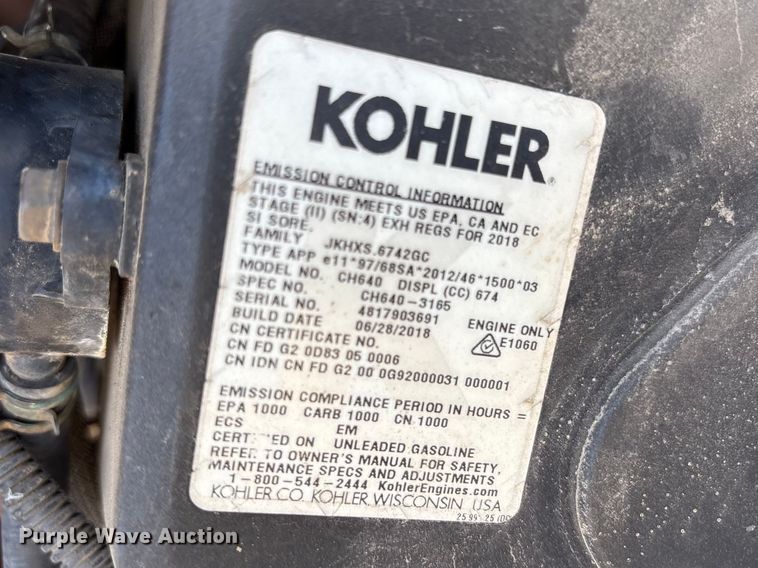 KOHLER®
EMISSION CONTROL INFORMATION
THIS ENGINE MEETS US EPA, CA AND EC
STAGE (II) (SN:4) EXH REGS FOR 2018
SI SORE.
FAMILY JKHXS.6742GC
TYPE APP e11*97/68SA*2012/46*1500*03
MODEL NO. CH640 DISPL (CC) 674
SPEC NO. CH640-3165
SERIAL NO. 4817903691
BUILD DATE 06/28/2018 ENGINE ONLY
CN CERTIFICATE NO. E1060
CN FD G2 0D83 05 0006
CN IDN CN FD G2 00 0G92000031 000001
EMISSION COMPLIANCE PERIOD IN HOURS =
EPA 1000 CARB 1000 CN 1000
ECS EM
ON UNLEADED GASOLINE
REFER TO OWNER'S MANUAL FOR SAFETY,
MAINTENANCE SPECS AND ADJUSTMENTS
1-800-544-2444 KohlerEngines.com
KOHLER CO. KOHLER, WISCONSIN USA
Purple Wave Auction